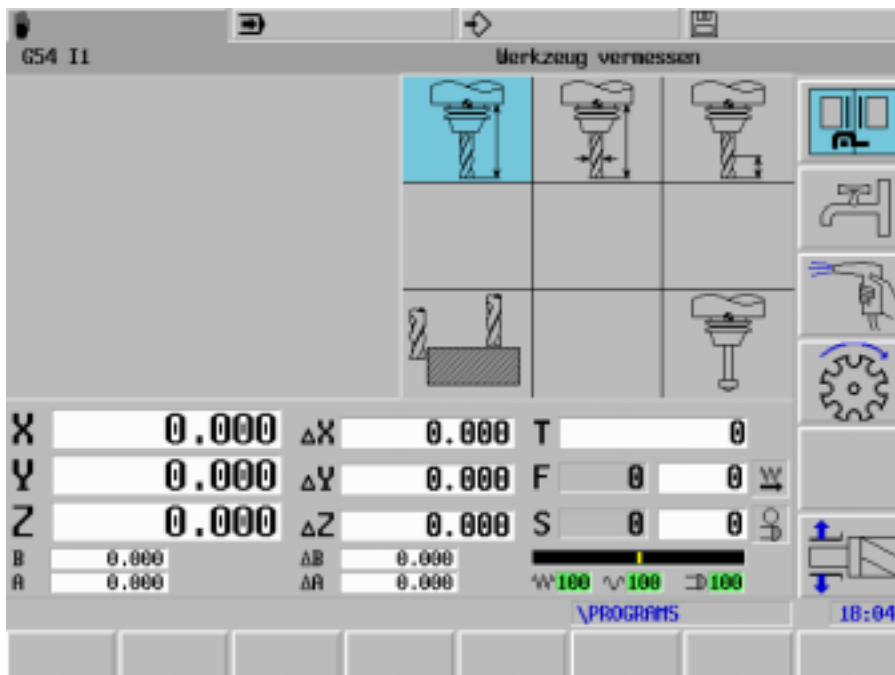 G54 I1 Werkzeug vermessen
X 0.000 ΔX 0.000 T 0
Y 0.000 ΔY 0.000 F 0 0
Z 0.000 ΔZ 0.000 S 0 0
B 0.000 ΔB 0.000
A 0.000 ΔA 0.000 100 100 100
\PROGRAMS 18:04